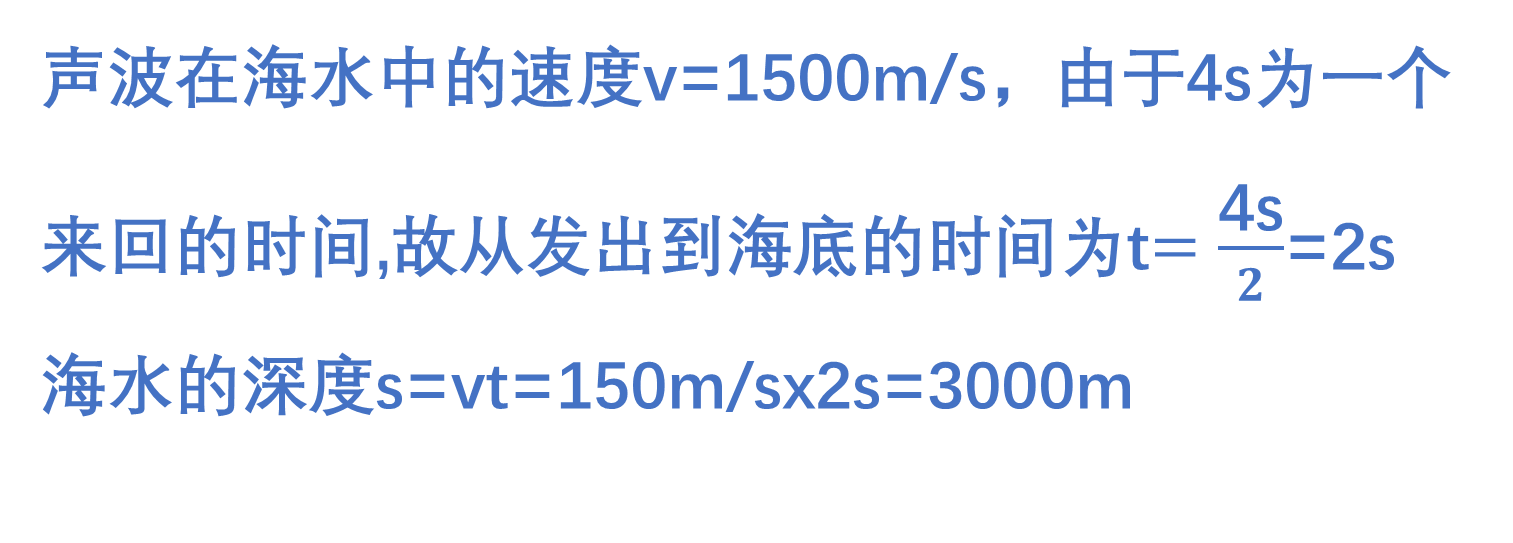 声波在海水中的速度v=1500m/s，由于4s为一个
来回的时间,故从发出到海底的时间为t= 4s/2=2s
海水的深度s=vt=150m/sx2s=3000m